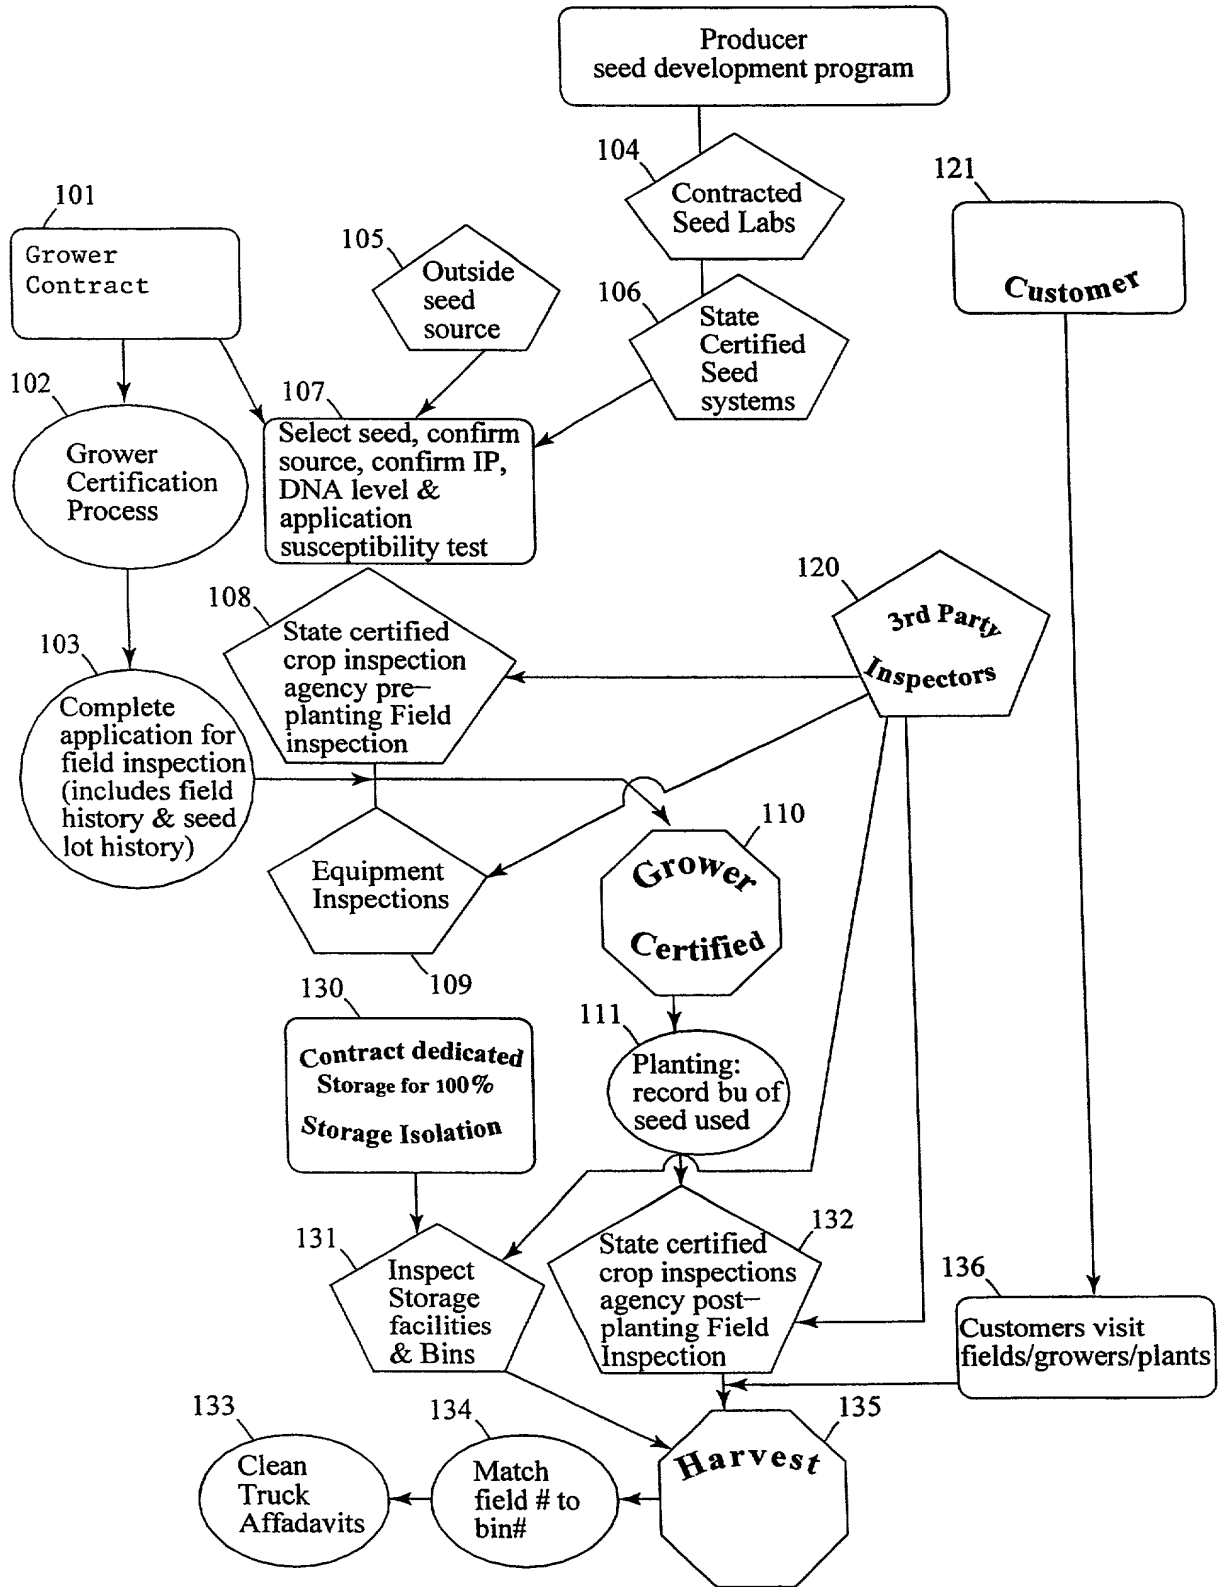 Producer
seed development program
104
Contracted
Seed Labs
121
Customer
101
Grower
Contract
105
Outside
seed
source
106
State
Certified
Seed
systems
102
Grower
Certification
Process
107
Select seed, confirm
source, confirm IP,
DNA level &
application
susceptibility test
120
3rd Party
Inspectors
108
State certified
crop inspection
agency pre–
planting Field
inspection
103
Complete
application for
field inspection
(includes field
history & seed
lot history)
110
Grower
Certified
Equipment
Inspections
109
130
Contract dedicated
Storage for 100%
Storage Isolation
111
Planting:
record bu of
seed used
131
Inspect
Storage
facilities
& Bins
132
State certified
crop inspections
agency post–
planting Field
Inspection
136
Customers visit
fields/growers/plants
133
Clean
Truck
Affadavits
134
Match
field # to
bin#
135
Harvest